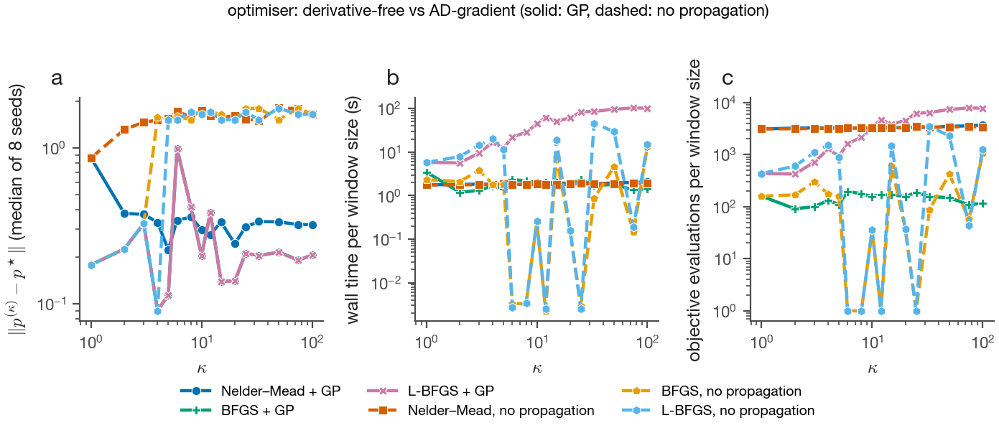 optimiser: derivative-free vs AD-gradient (solid: GP, dashed: no propagation)
a
||p^(κ) − p^★|| (median of 8 seeds)
10^0
10^−1
10^0
10^1
10^2
κ
b
wall time per window size (s)
10^2
10^1
10^0
10^−1
10^−2
10^0
10^1
10^2
κ
c
objective evaluations per window size
10^4
10^3
10^2
10^1
10^0
10^0
10^1
10^2
κ
Nelder–Mead + GP
BFGS + GP
L-BFGS + GP
Nelder–Mead, no propagation
BFGS, no propagation
L-BFGS, no propagation